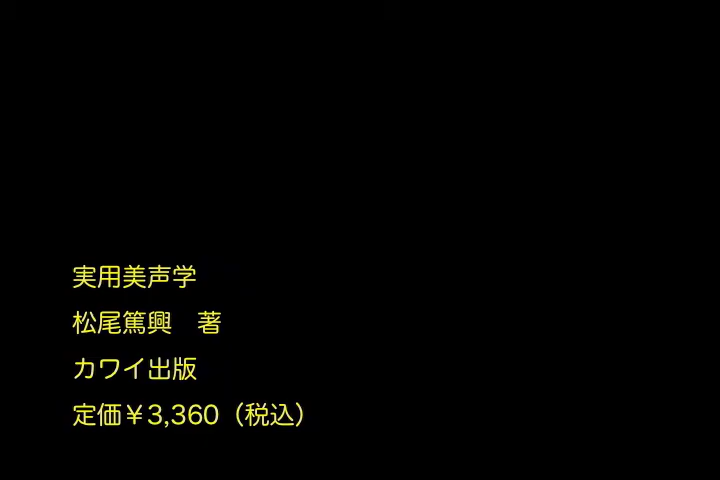 実用美声学
松尾篤興　著
カワイ出版
定価￥3,360（税込）